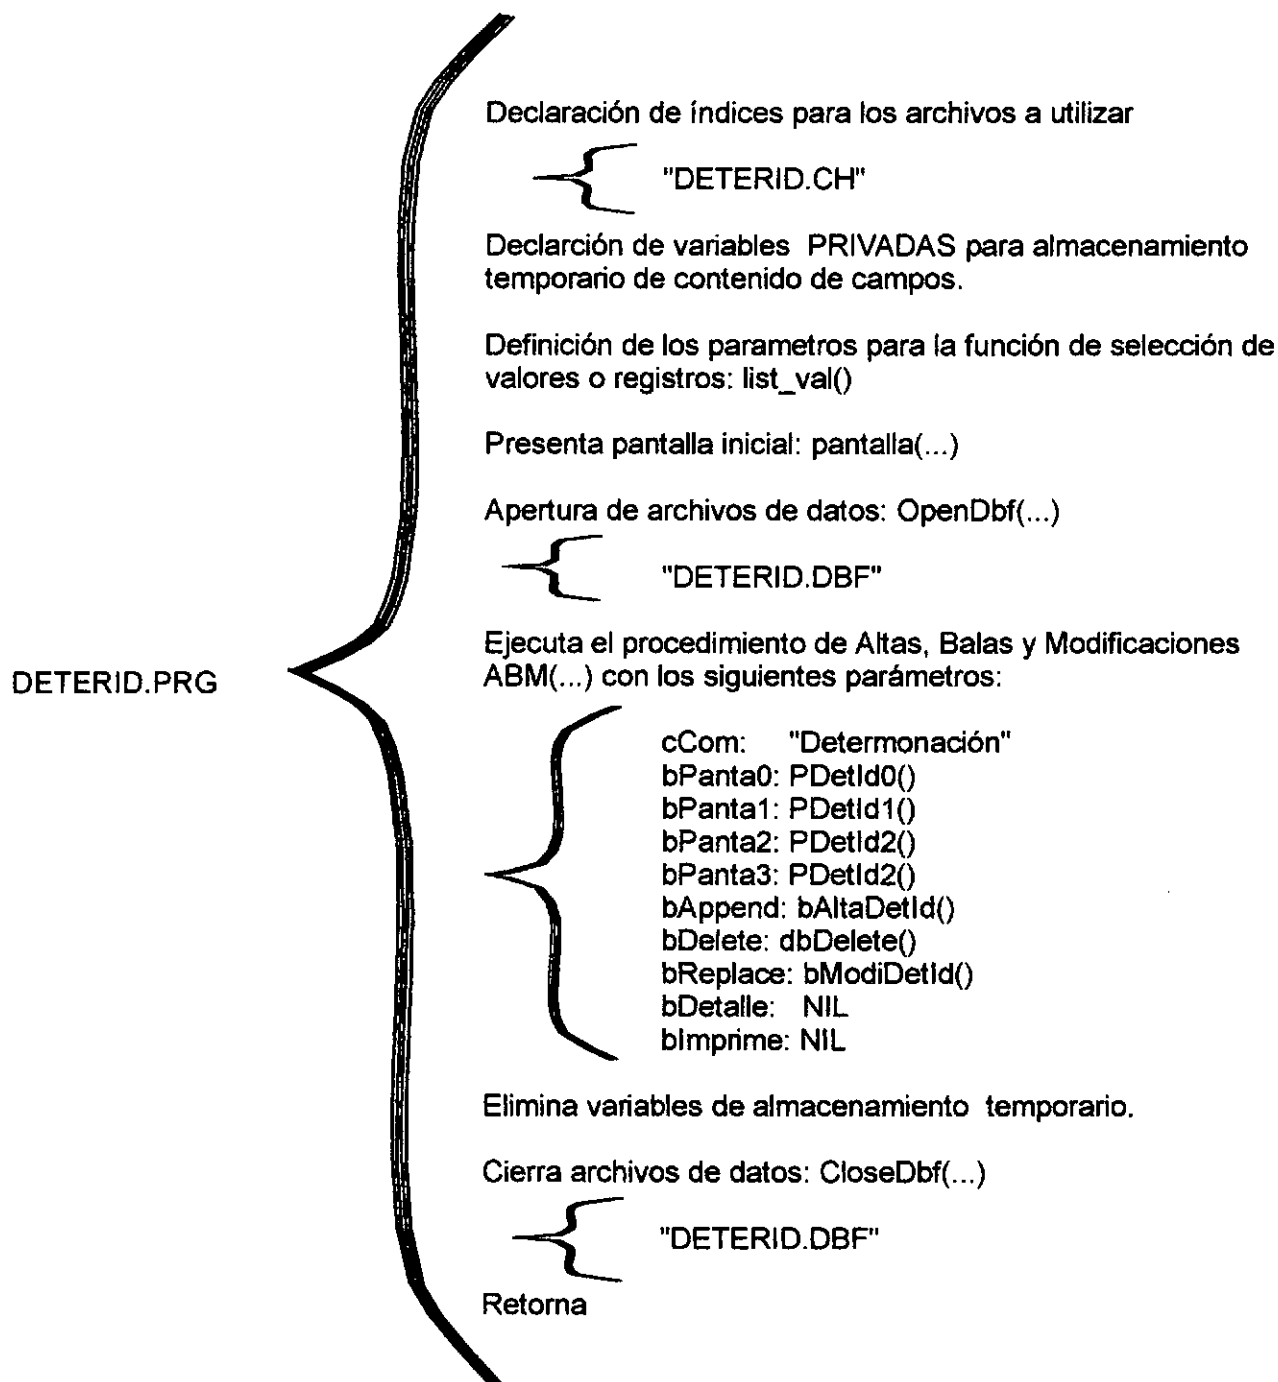 Declaración de índices para los archivos a utilizar
"DETERID.CH"
Declarción de variables PRIVADAS para almacenamiento
temporario de contenido de campos.
Definición de los parametros para la función de selección de
valores o registros: list_val()
Presenta pantalla inicial: pantalla(...)
Apertura de archivos de datos: OpenDbf(...)
"DETERID.DBF"
Ejecuta el procedimiento de Altas, Balas y Modificaciones
ABM(...) con los siguientes parámetros:
DETERID.PRG
cCom: "Determonación"
bPanta0: PDetId0()
bPanta1: PDetId1()
bPanta2: PDetId2()
bPanta3: PDetId2()
bAppend: bAltaDetId()
bDelete: dbDelete()
bReplace: bModiDetId()
bDetalle: NIL
bImprime: NIL
Elimina variables de almacenamiento temporario.
Cierra archivos de datos: CloseDbf(...)
"DETERID.DBF"
Retorna